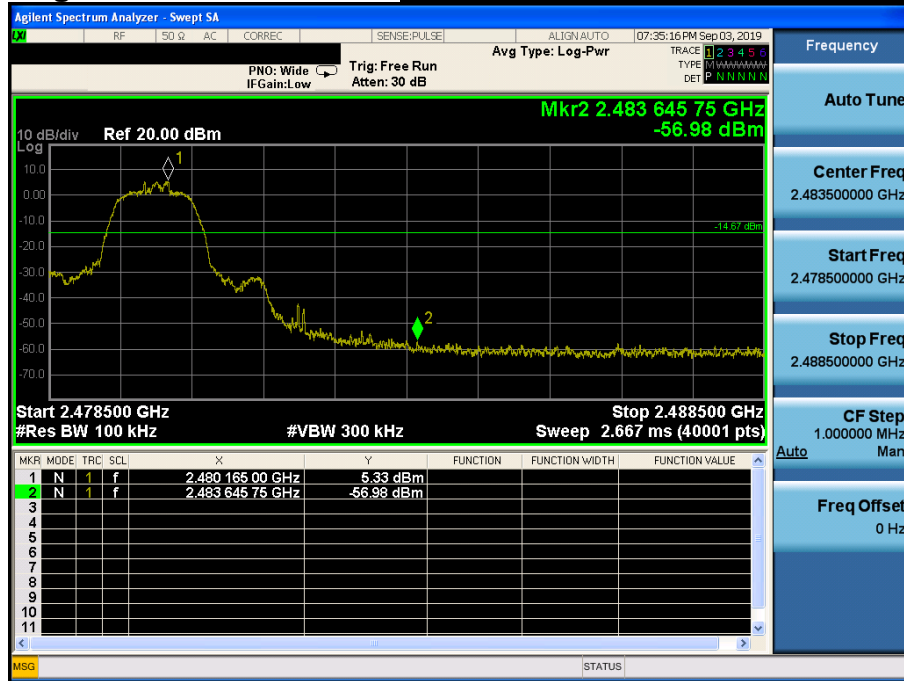 Agilent Spectrum Analyzer - Swept SA
LXI RF 50 Ω AC CORREC SENSE:PULSE ALIGN AUTO 07:35:16 PM Sep 03, 2019
Frequency
Avg Type: Log-Pwr TRACE 1 2 3 4 5 6
PNO: Wide Trig: Free Run TYPE M WWWWW
IFGain:Low Atten: 30 dB DET P N N N N N
Auto Tune
Mkr2 2.483 645 75 GHz
10 dB/div Ref 20.00 dBm -56.98 dBm
Log
1
10.0
0.00
-10.0
-14.67 dBm
-20.0
-30.0
-40.0
-50.0
2
-60.0
-70.0
Center Freq
2.483500000 GHz
Start Freq
2.478500000 GHz
Stop Freq
2.488500000 GHz
Start 2.478500 GHz Stop 2.488500 GHz
#Res BW 100 kHz #VBW 300 kHz Sweep 2.667 ms (40001 pts)
CF Step
1.000000 MHz
Auto Man
MKR MODE TRC SCL X Y FUNCTION FUNCTION WIDTH FUNCTION VALUE
1 N 1 f 2.480 165 00 GHz 5.33 dBm
2 N 1 f 2.483 645 75 GHz -56.98 dBm
3
4
5
6
7
8
9
10
11
Freq Offset
0 Hz
MSG STATUS